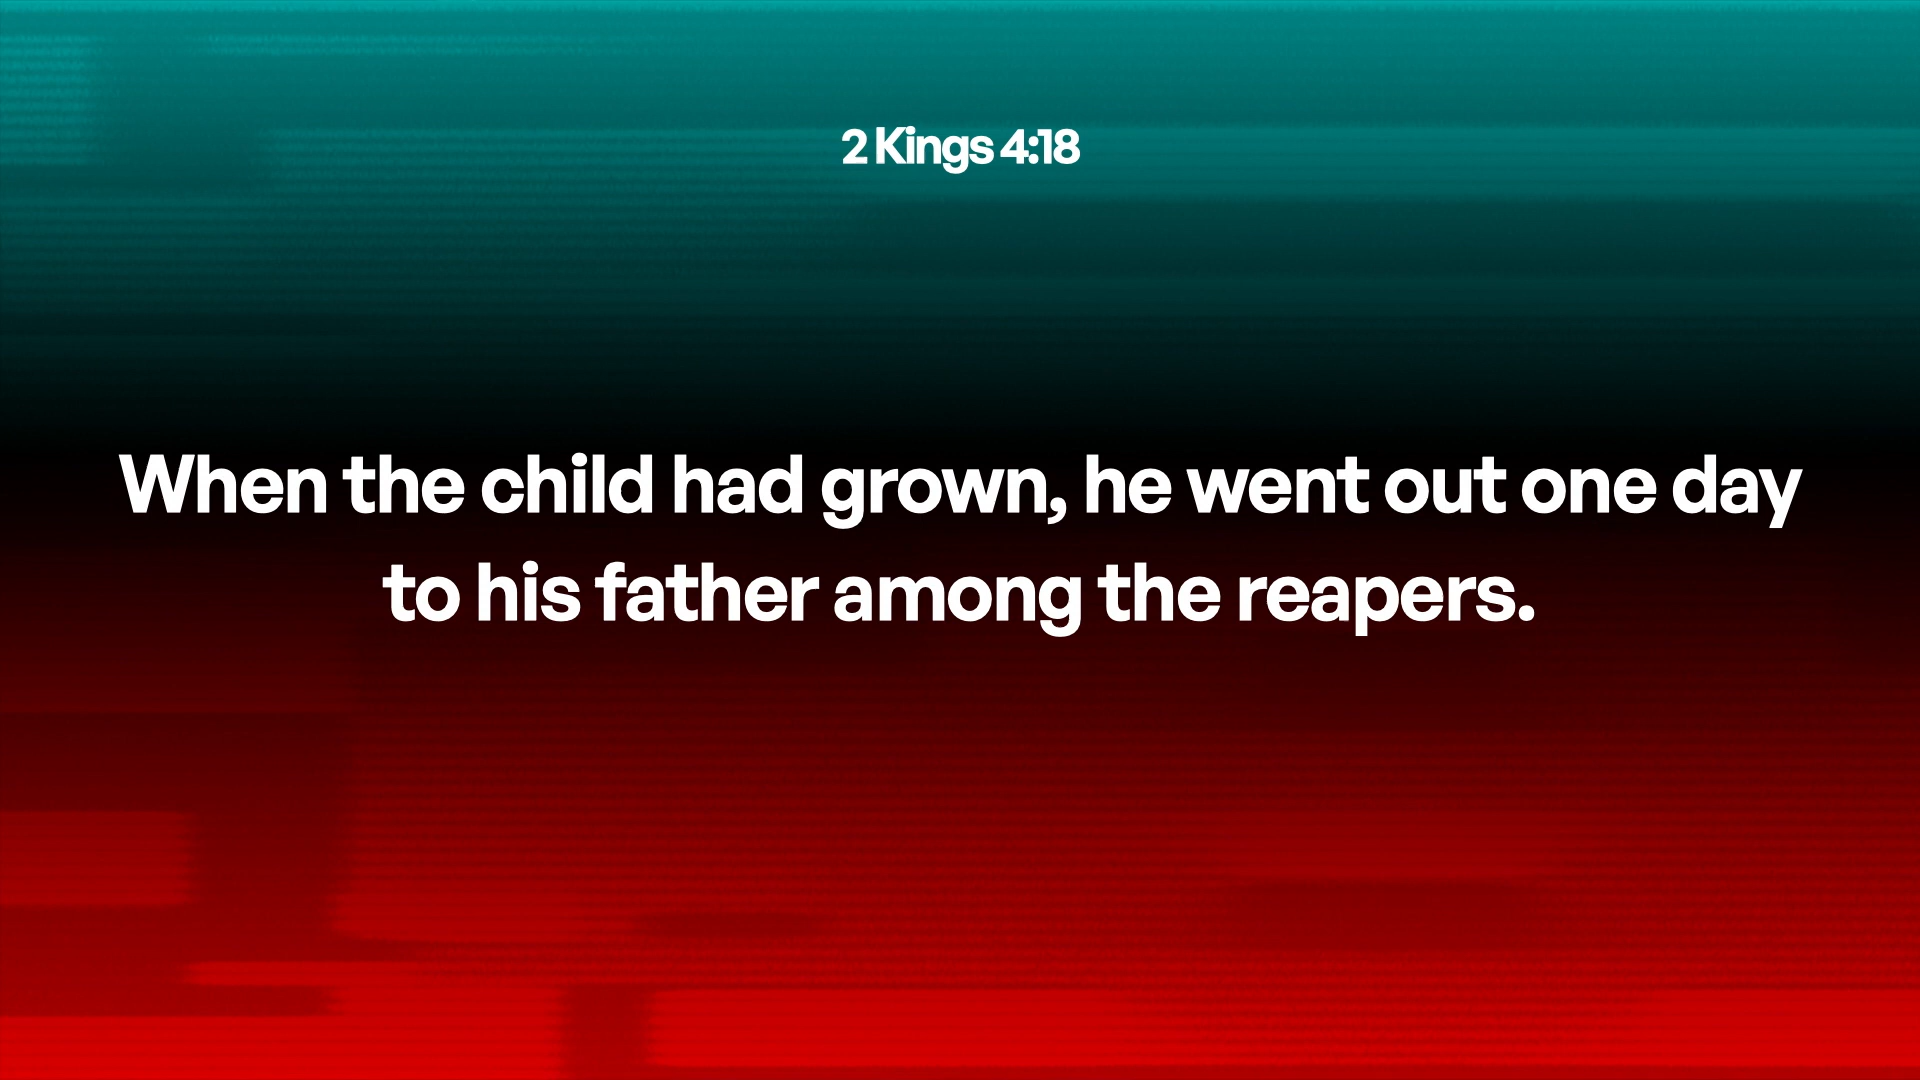 2 Kings 4:18
When the child had grown, he went out one day
to his father among the reapers.